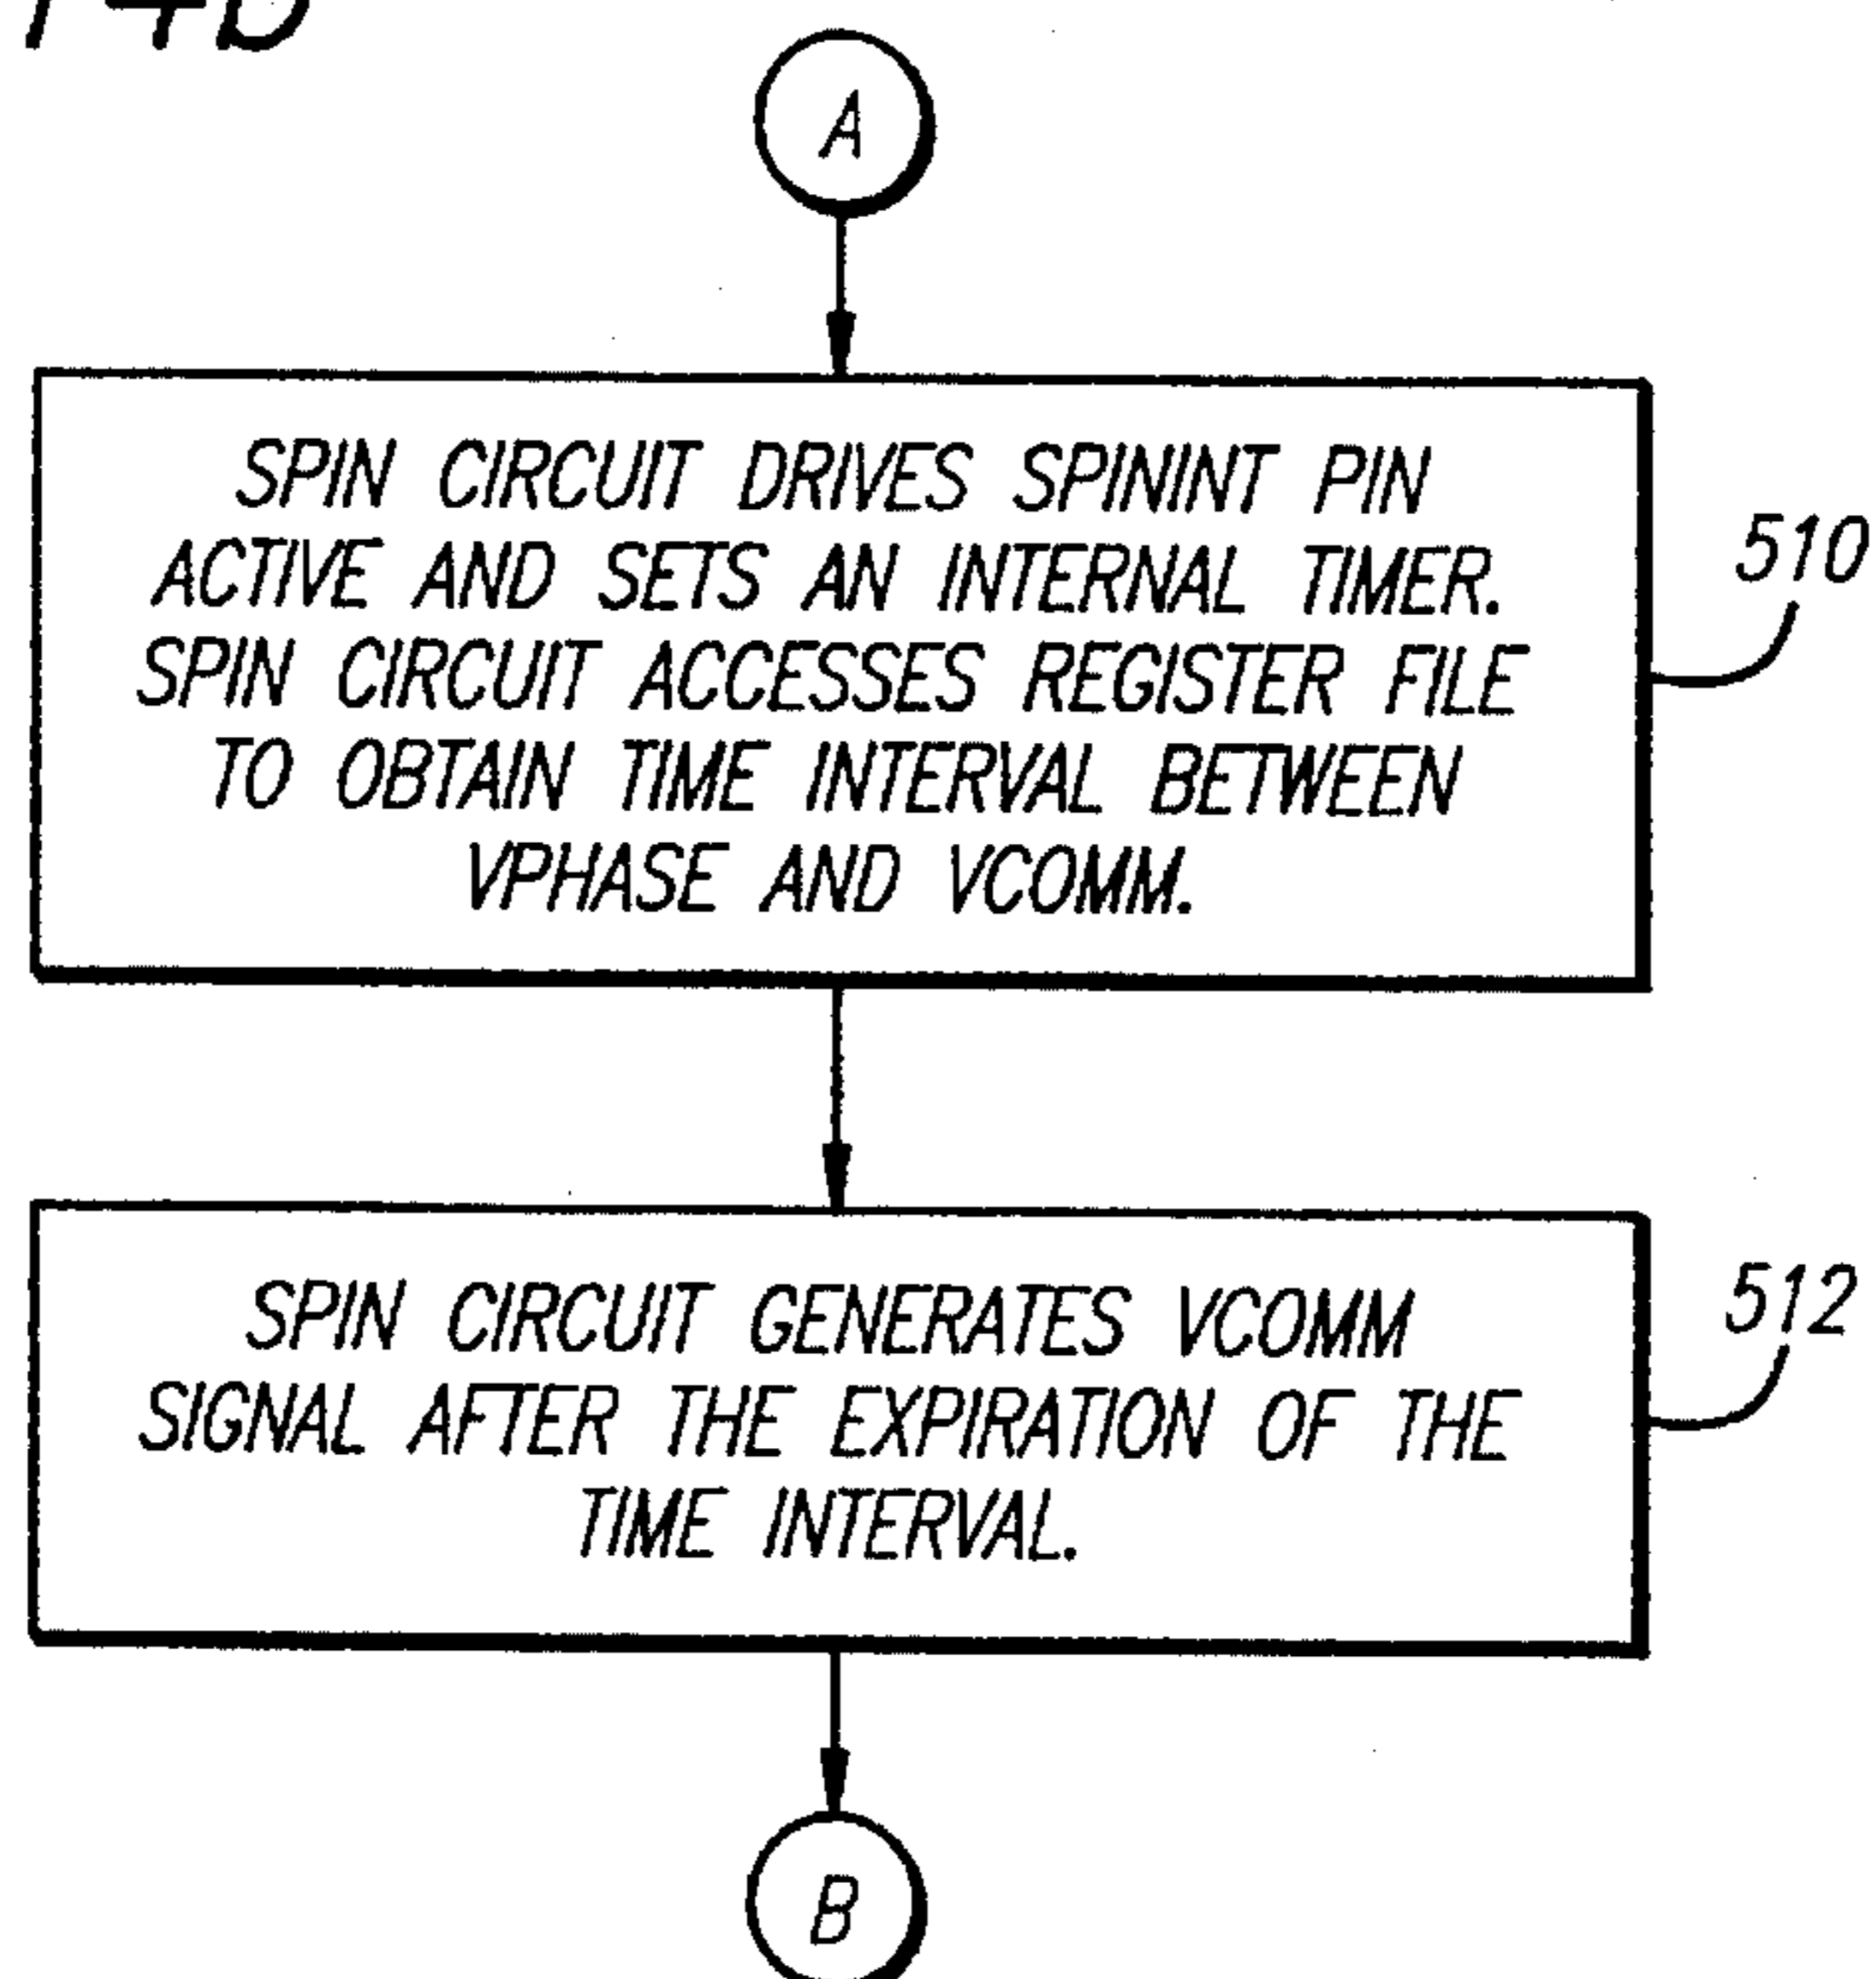 A
SPIN CIRCUIT DRIVES SPININT PIN
ACTIVE AND SETS AN INTERNAL TIMER.
SPIN CIRCUIT ACCESSES REGISTER FILE
TO OBTAIN TIME INTERVAL BETWEEN
VPHASE AND VCOMM.
510
SPIN CIRCUIT GENERATES VCOMM
SIGNAL AFTER THE EXPIRATION OF THE
TIME INTERVAL.
512
B